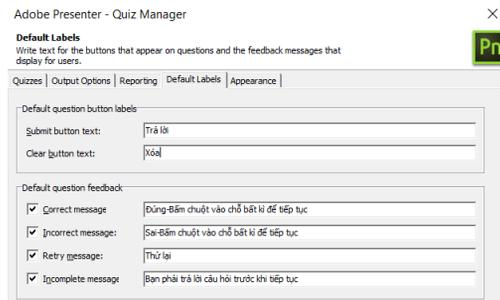 Adobe Presenter - Quiz Manager
Default Labels
Write text for the buttons that appear on questions and the feedback messages that
display for users.
Pn
Quizzes Output Options Reporting Default Labels Appearance
Default question button labels
Submit button text: Trả lời
Clear button text: Xóa
Default question feedback
Correct message Đúng-Bấm chuột vào chỗ bất kì để tiếp tục
Incorrect message: Sai-Bấm chuột vào chỗ bất kì để tiếp tục
Retry message: Thử lại
Incomplete message Bạn phải trả lời câu hỏi trước khi tiếp tục